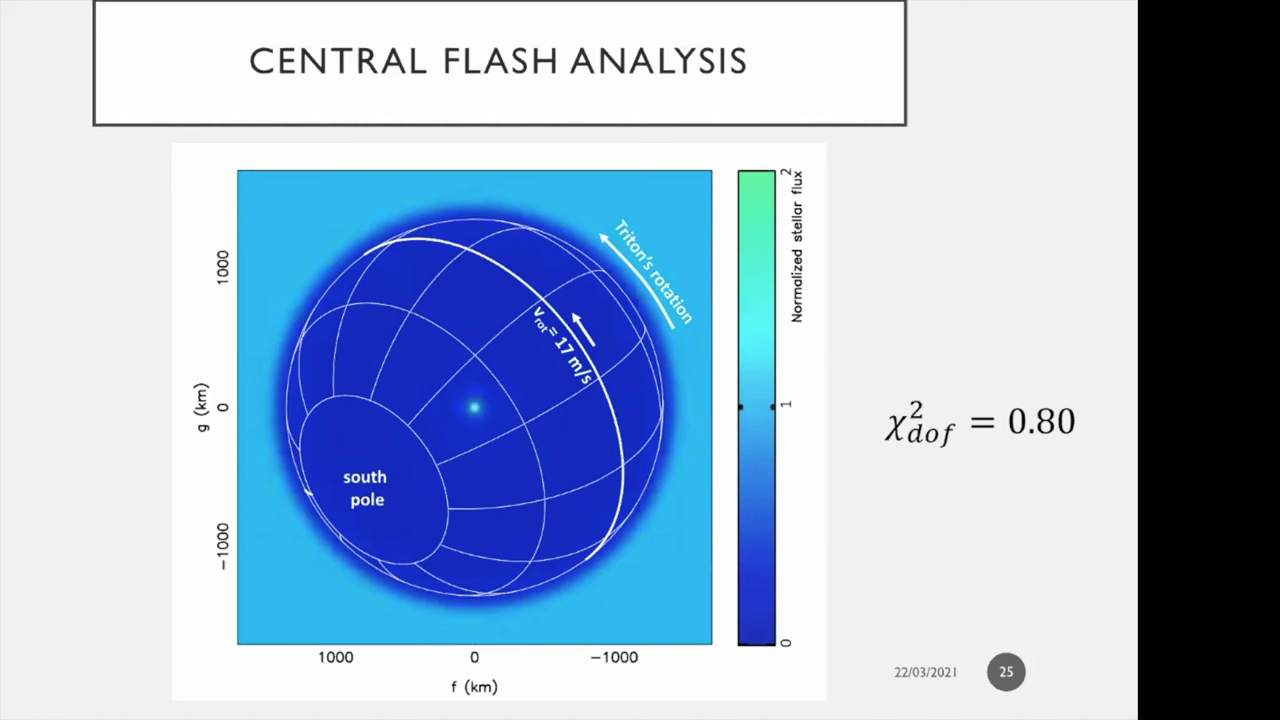 CENTRAL FLASH ANALYSIS
1000
0
−1000
g (km)
Triton's rotation
v_rot = 17 m/s
south
pole
1000
0
−1000
f (km)
2
1
0
Normalized stellar flux
χ²_dof = 0.80
22/03/2021
25